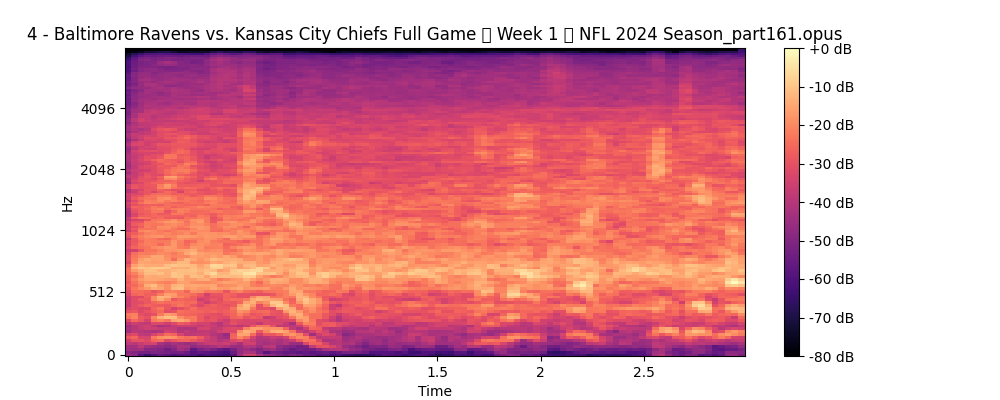 4 - Baltimore Ravens vs. Kansas City Chiefs Full Game ▯ Week 1 ▯ NFL 2024 Season_part161.opus
+0 dB
-10 dB
-20 dB
-30 dB
-40 dB
-50 dB
-60 dB
-70 dB
-80 dB
4096
2048
1024
512
0
Hz
0
0.5
1
1.5
2
2.5
Time